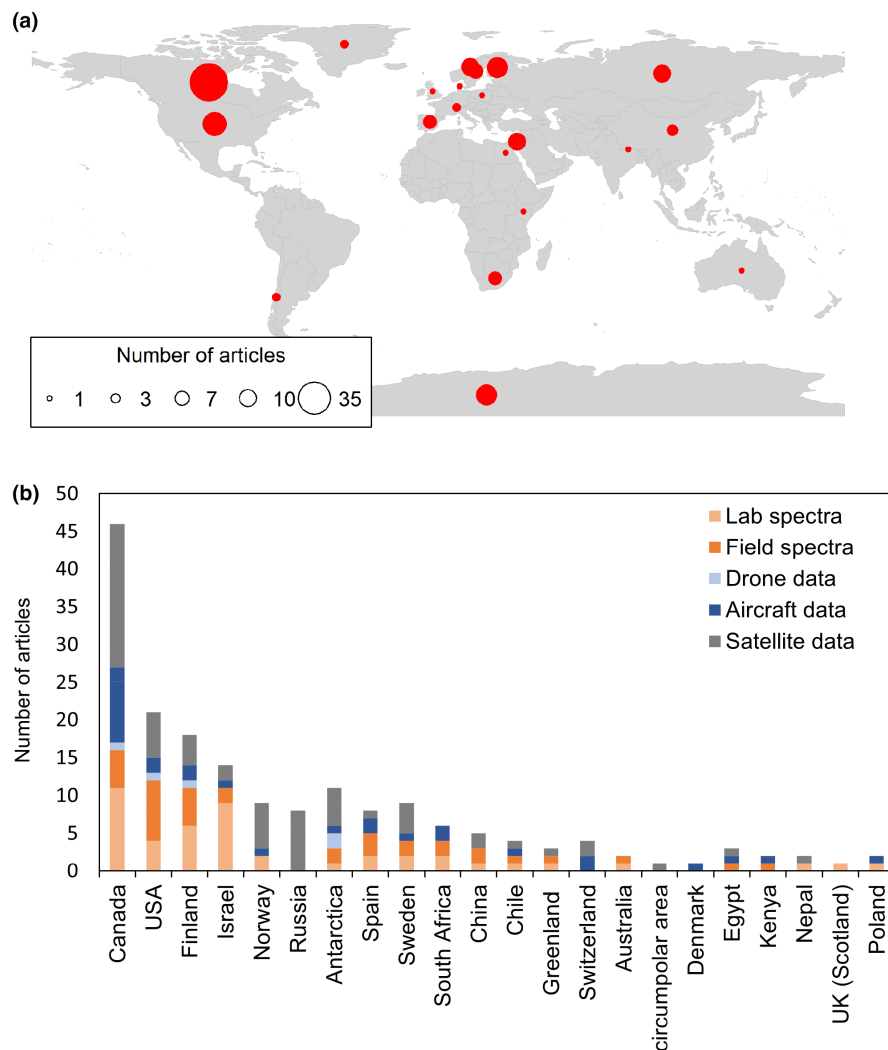 (a)
Number of articles
1 3 7 10 35
(b)
Number of articles
50
45
40
35
30
25
20
15
10
5
0
Lab spectra
Field spectra
Drone data
Aircraft data
Satellite data
Canada
USA
Finland
Israel
Norway
Russia
Antarctica
Spain
Sweden
South Africa
China
Chile
Greenland
Switzerland
Australia
circumpolar area
Denmark
Egypt
Kenya
Nepal
UK (Scotland)
Poland